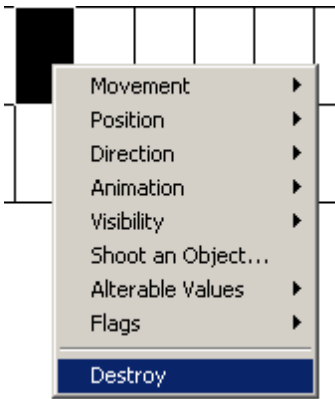 Movement
Position
Direction
Animation
Visibility
Shoot an Object...
Alterable Values
Flags
Destroy